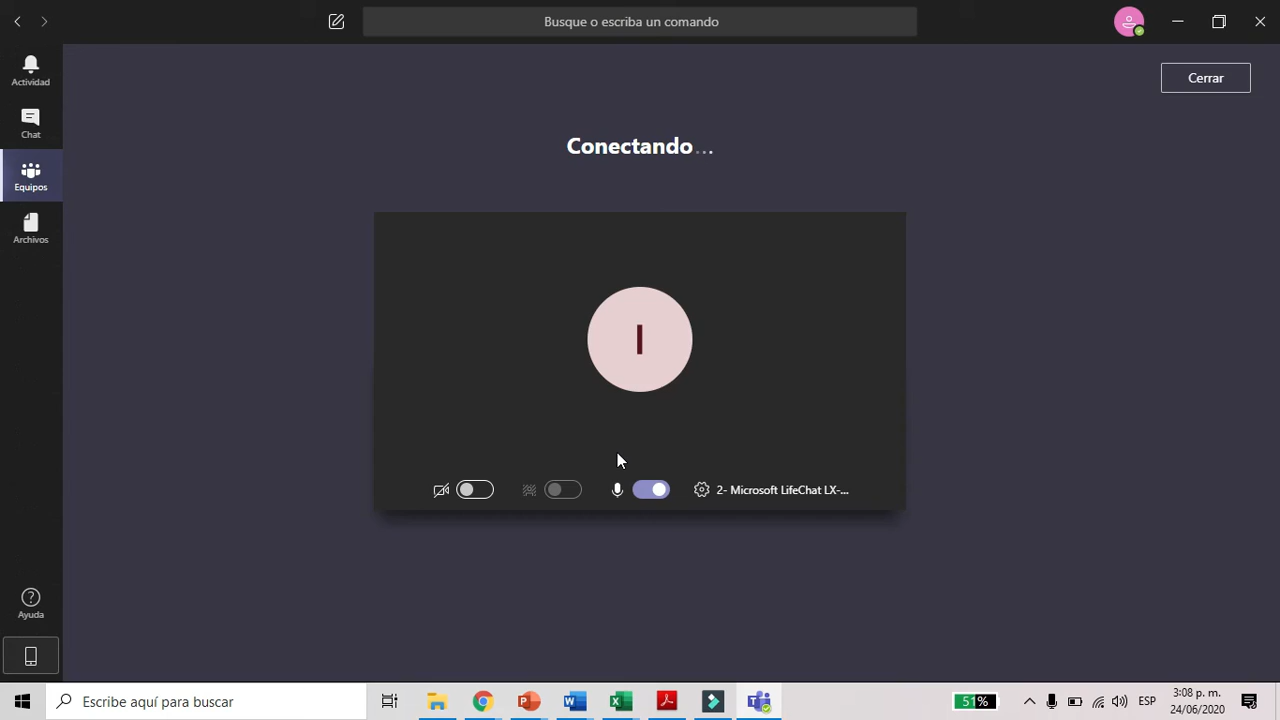 Busque o escriba un comando
Actividad
Chat
Equipos
Archivos
Cerrar
Conectando...
I
2- Microsoft LifeChat LX-...
Ayuda
Escribe aquí para buscar
51%
ESP
3:08 p. m.
24/06/2020